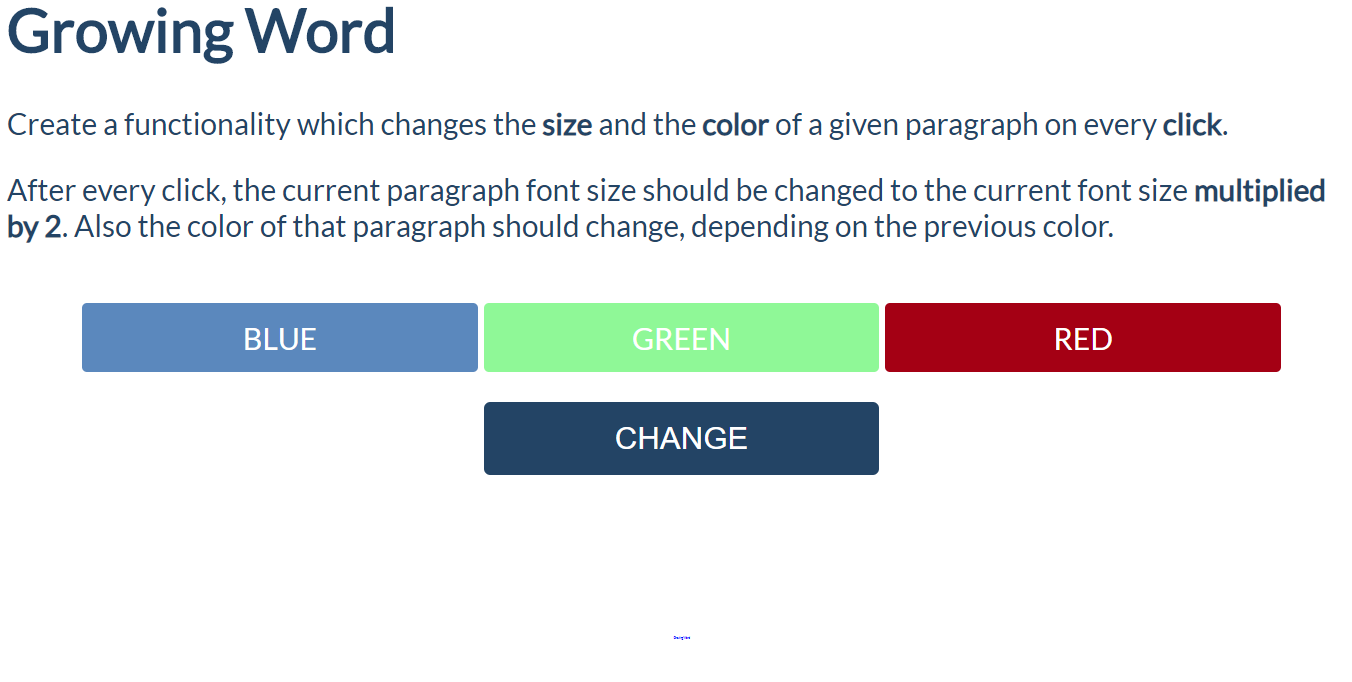 Growing Word
Create a functionality which changes the size and the color of a given paragraph on every click.
After every click, the current paragraph font size should be changed to the current font size multiplied
by 2. Also the color of that paragraph should change, depending on the previous color.
BLUE
GREEN
RED
CHANGE